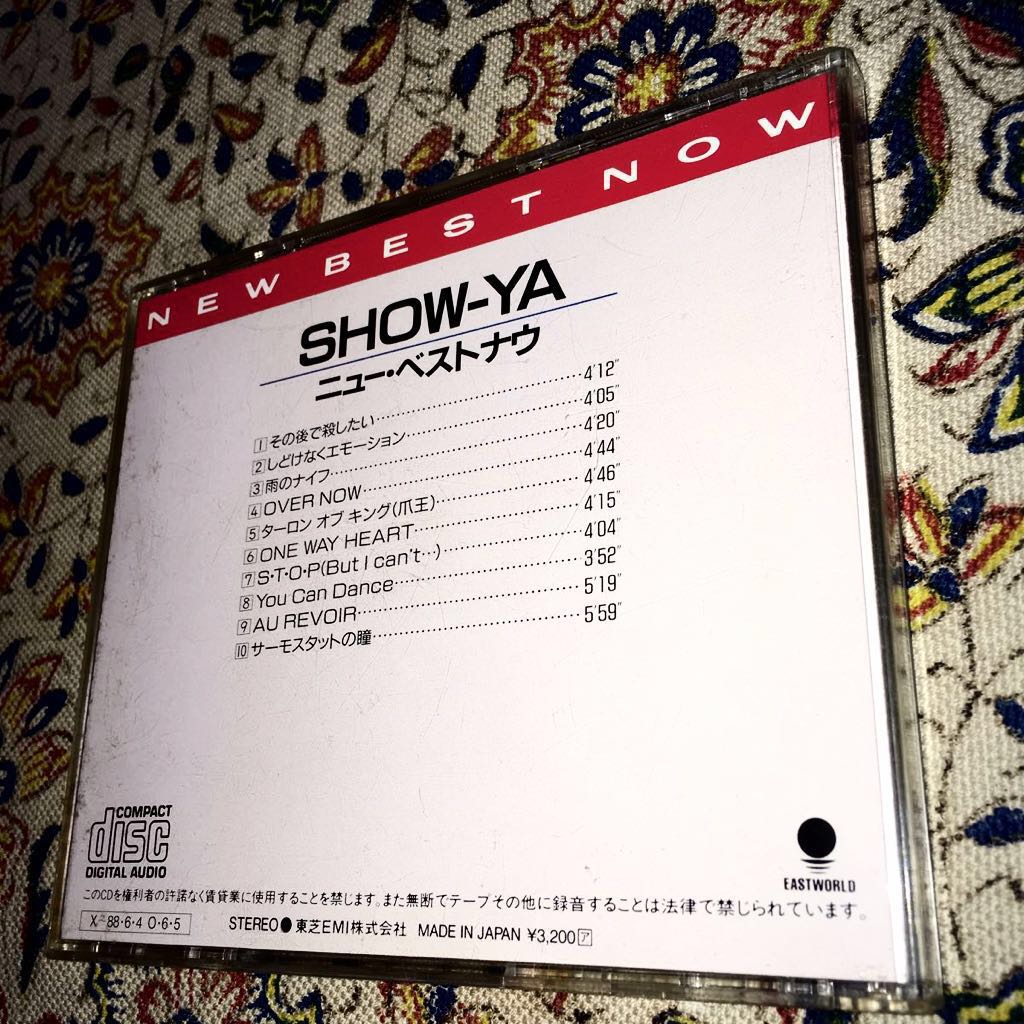 NEW BEST NOW
SHOW-YA
ニュー・ベストナウ
1 その後で殺したい 4'12"
2 しどけなくエモーション 4'05"
3 雨のナイフ 4'20"
4 OVER NOW 4'44"
5 ターロン オブ キング(爪王) 4'46"
6 ONE WAY HEART 4'15"
7 S・T・O・P(But I can't…) 4'04"
8 You Can Dance 3'52"
9 AU REVOIR 5'19"
10 サーモスタットの瞳 5'59"
COMPACT
disc
DIGITAL AUDIO
EASTWORLD
このCDを権利者の許諾なく賃貸業に使用することを禁じます。また無断でテープその他に録音することは法律で禁じられています。
88・6・4 0・6・5
STEREO● 東芝EMI株式会社 MADE IN JAPAN ¥3,200 ア